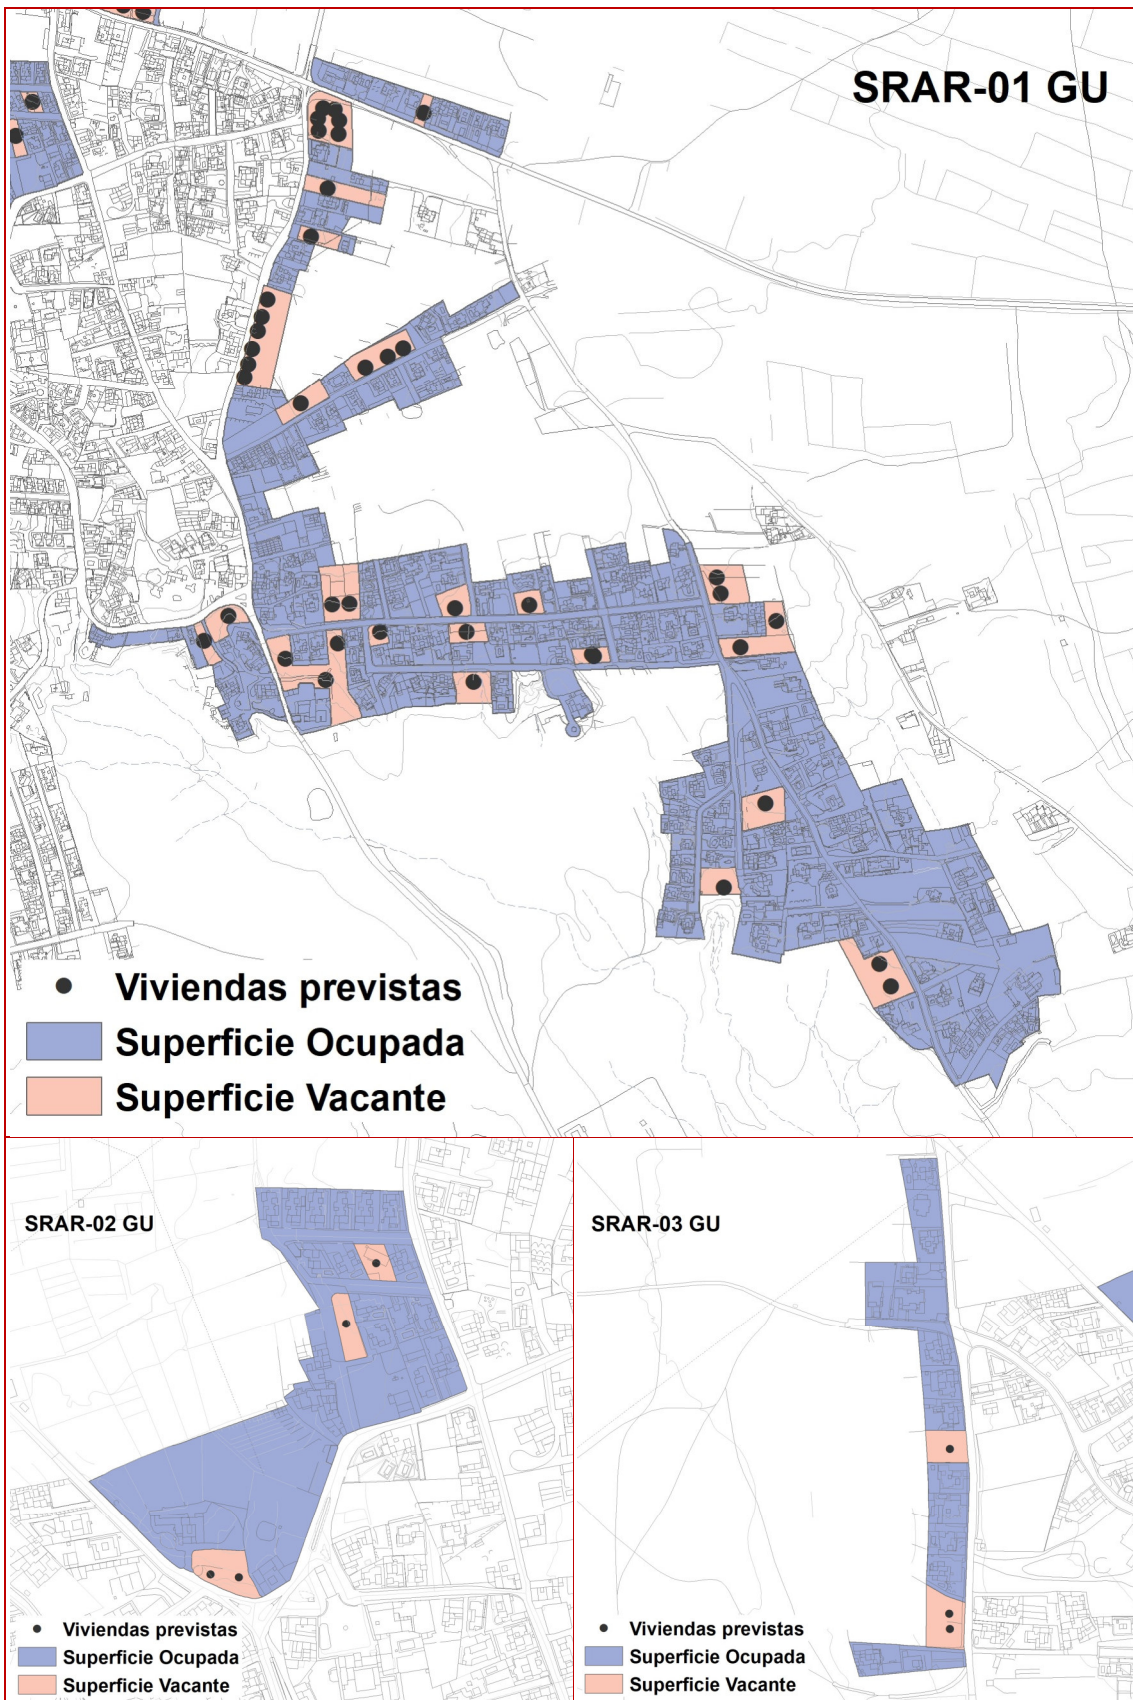 SRAR-01 GU
Viviendas previstas
Superficie Ocupada
Superficie Vacante
SRAR-02 GU
Viviendas previstas
Superficie Ocupada
Superficie Vacante
SRAR-03 GU
Viviendas previstas
Superficie Ocupada
Superficie Vacante